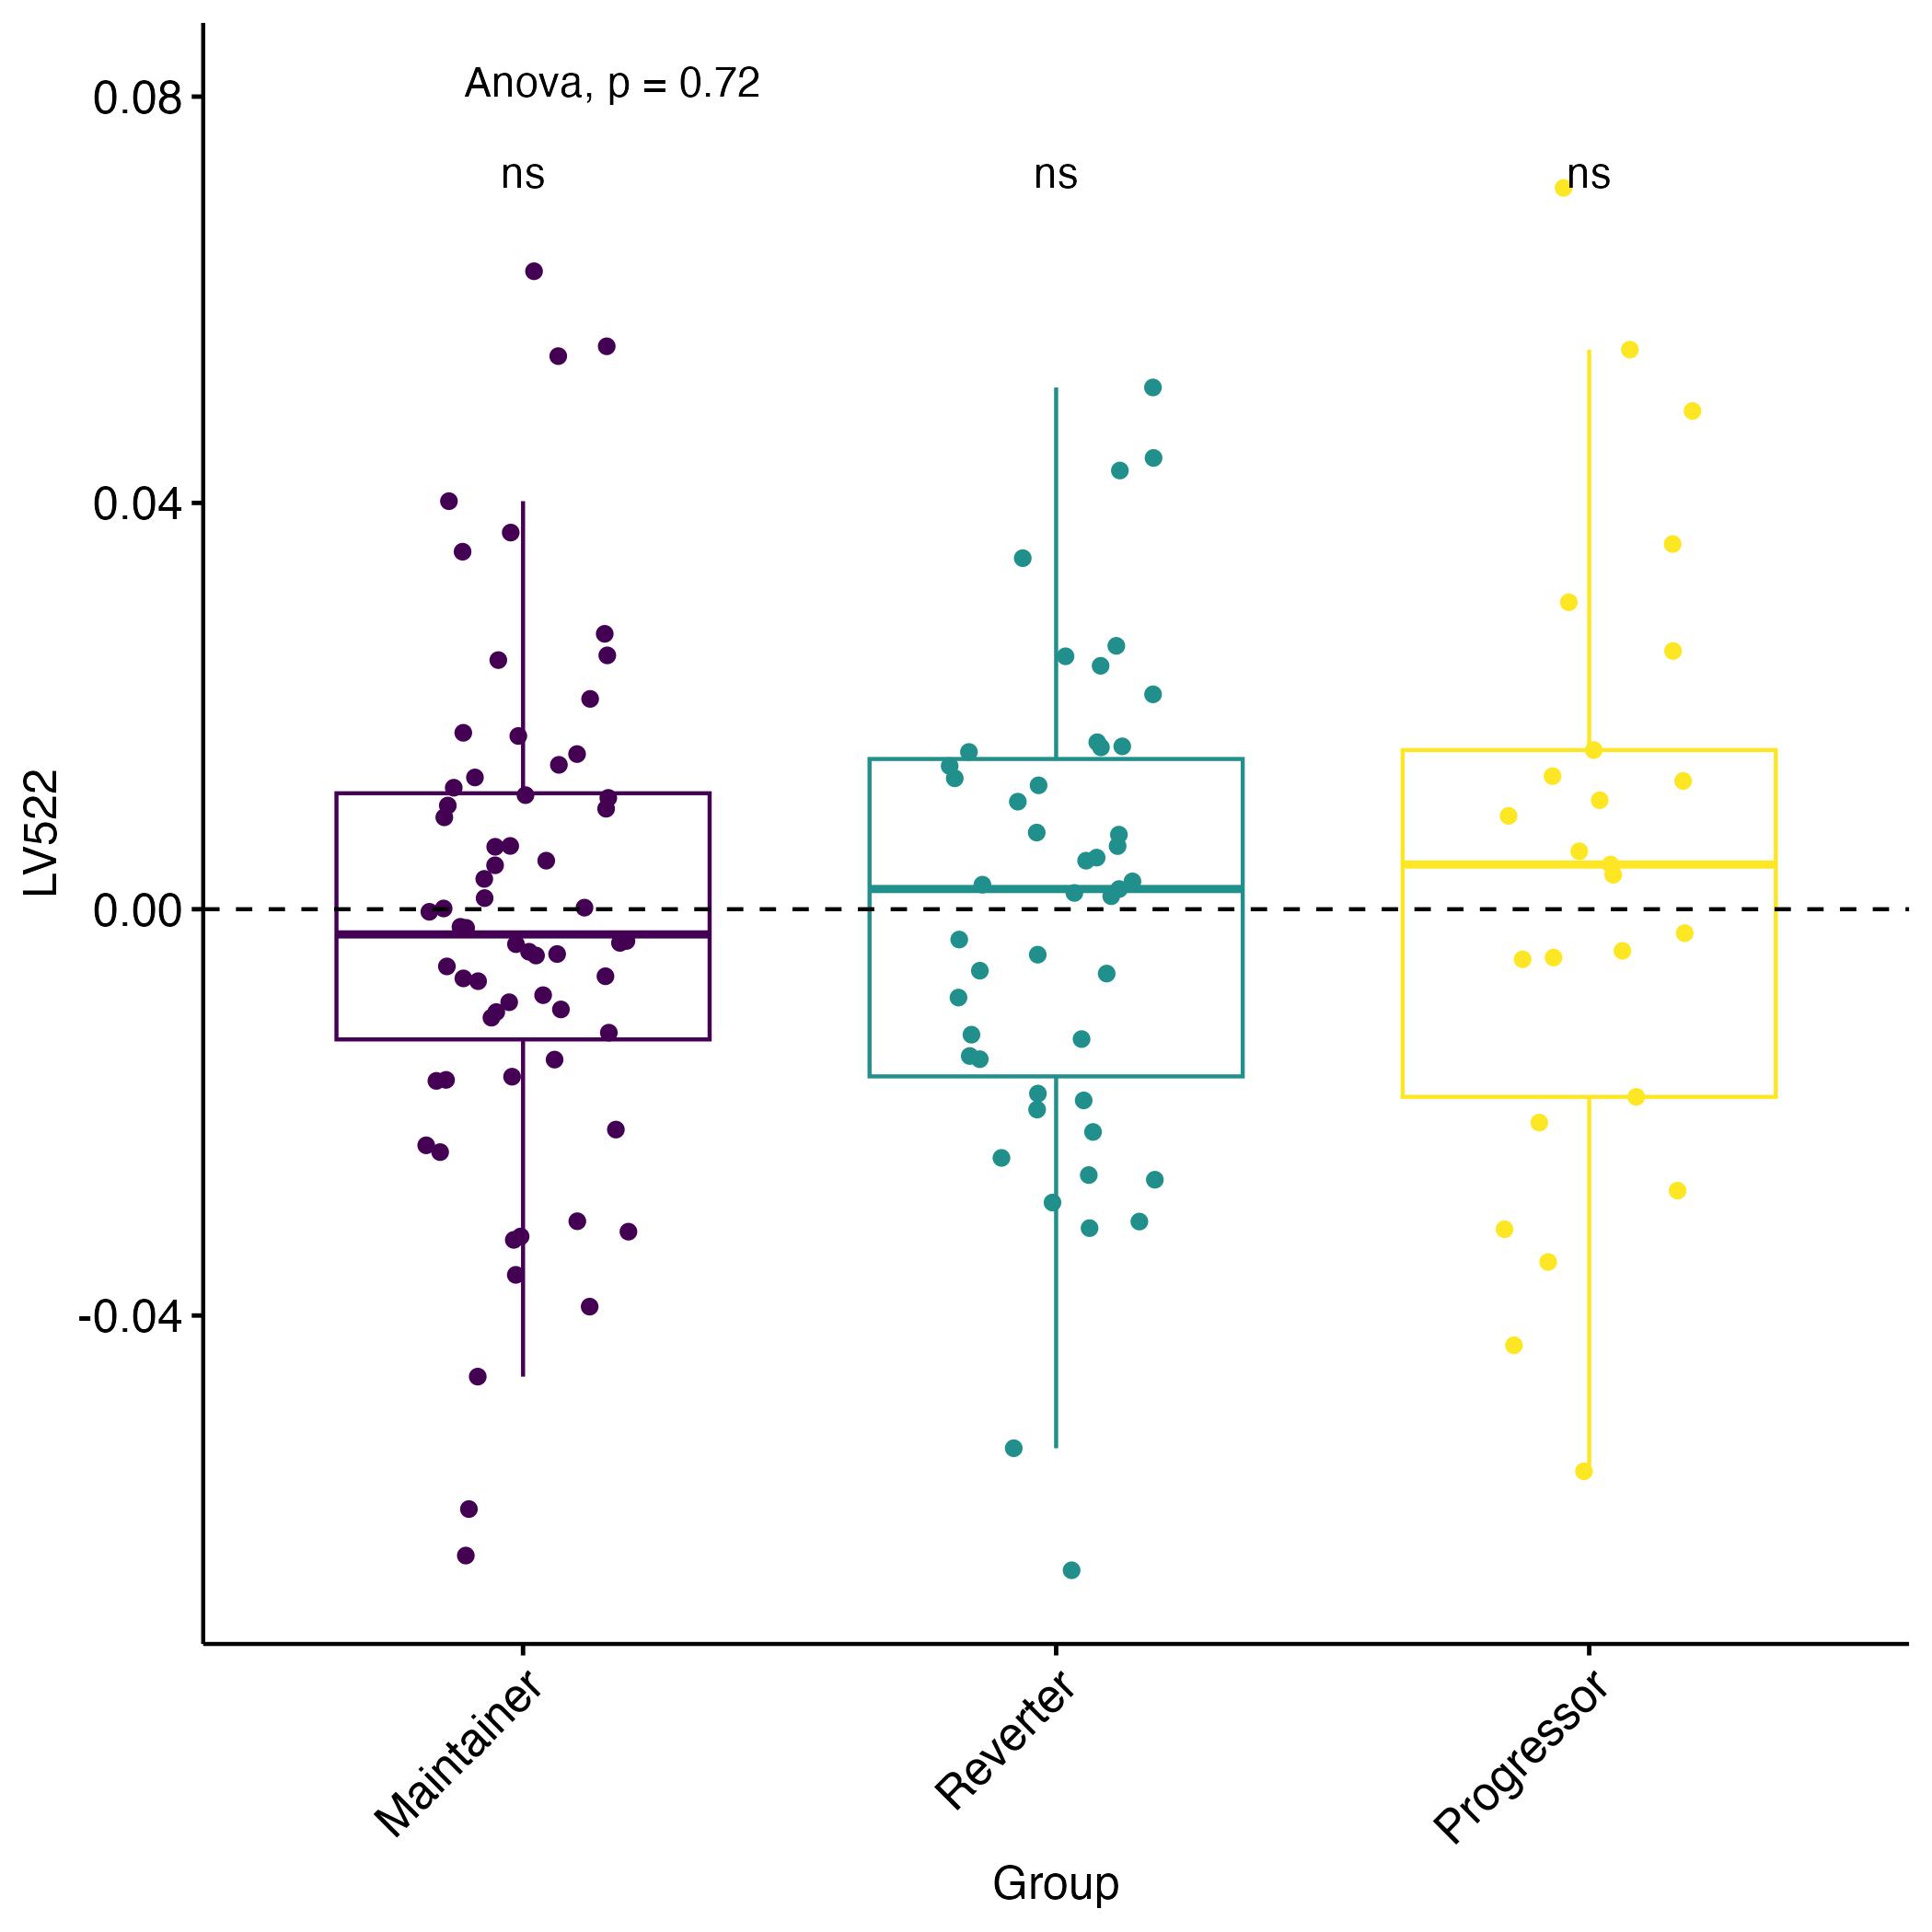 Anova, p = 0.72
ns ns ns
0.08
0.04
0.00
-0.04
LV522
Maintainer
Reverter
Progressor
Group